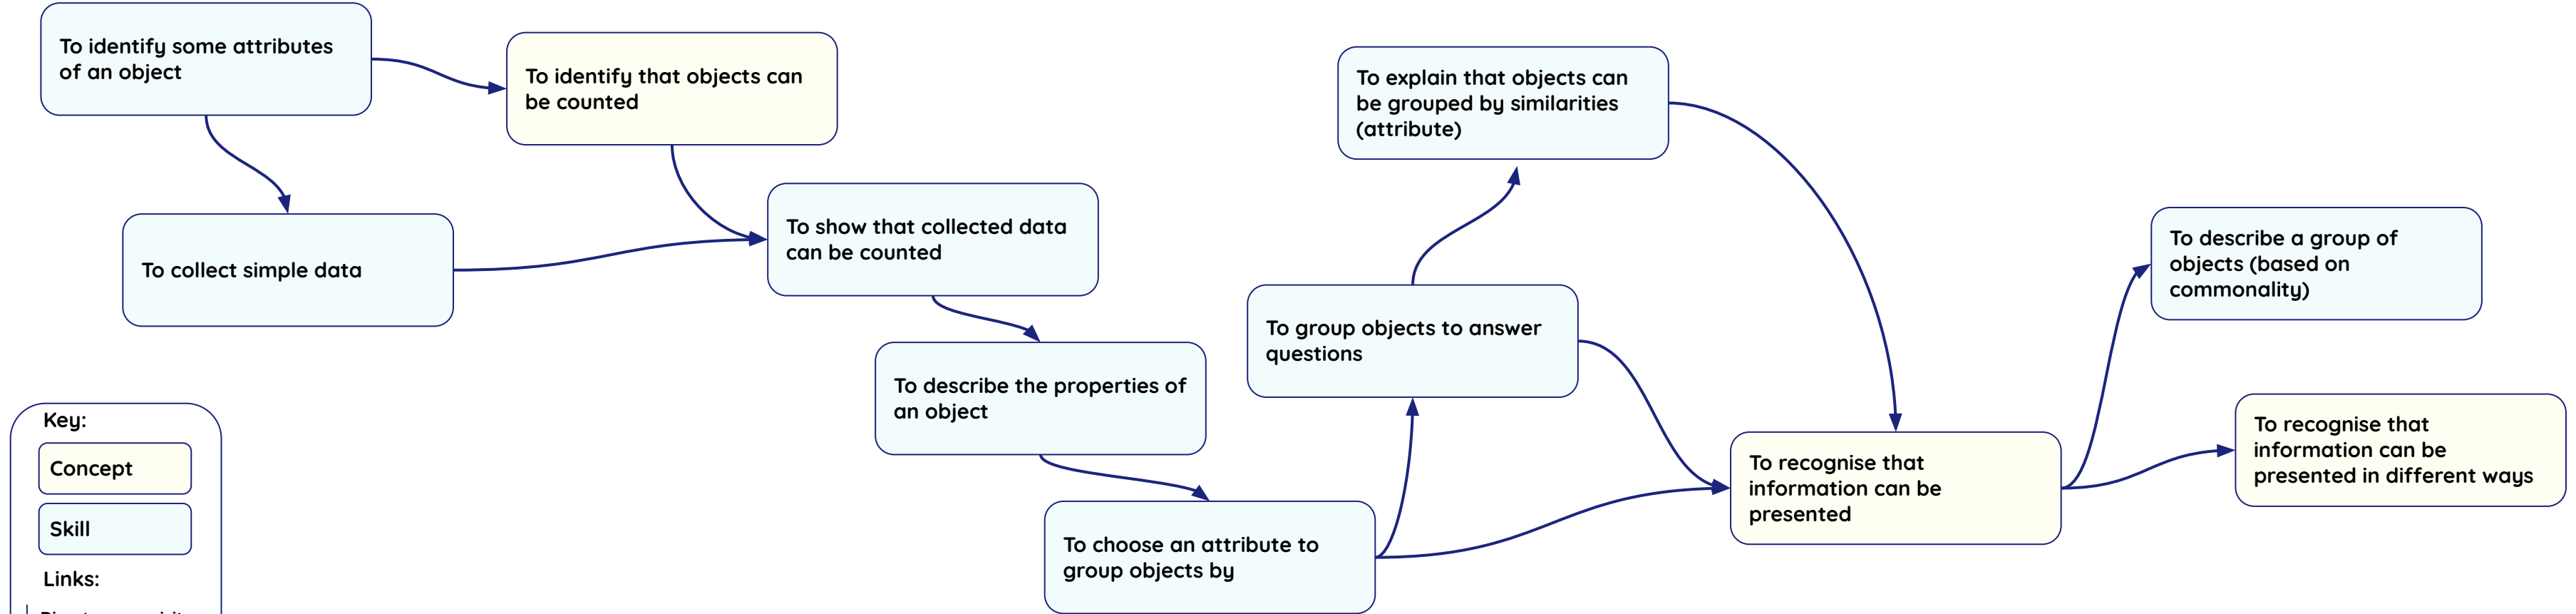 To identify some attributes
of an object
To identify that objects can
be counted
To collect simple data
To show that collected data
can be counted
To describe the properties of
an object
To choose an attribute to
group objects by
To group objects to answer
questions
To explain that objects can
be grouped by similarities
(attribute)
To recognise that
information can be
presented
To describe a group of
objects (based on
commonality)
To recognise that
information can be
presented in different ways
Key:
Concept
Skill
Links: